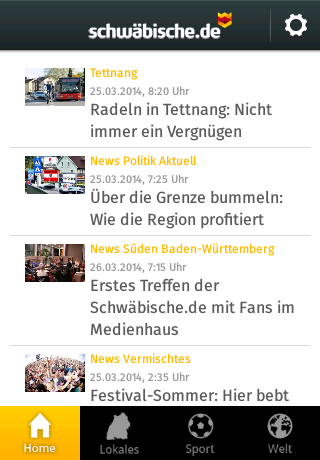 schwäbische.de
Tettnang
25.03.2014, 8:20 Uhr
Radeln in Tettnang: Nicht
immer ein Vergnügen
News Politik Aktuell
25.03.2014, 7:25 Uhr
Über die Grenze bummeln:
Wie die Region profitiert
News Süden Baden-Württemberg
26.03.2014, 7:15 Uhr
Erstes Treffen der
Schwäbische.de mit Fans im
Medienhaus
News Vermischtes
25.03.2014, 2:35 Uhr
Festival-Sommer: Hier bebt
Home
Lokales
Sport
Welt